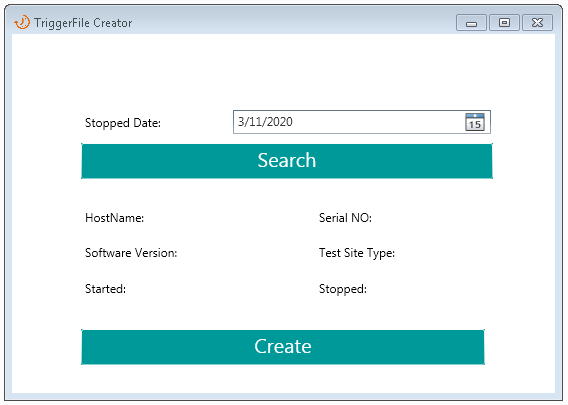 TriggerFile Creator
Stopped Date: 3/11/2020 15
Search
HostName: Serial NO:
Software Version: Test Site Type:
Started: Stopped:
Create